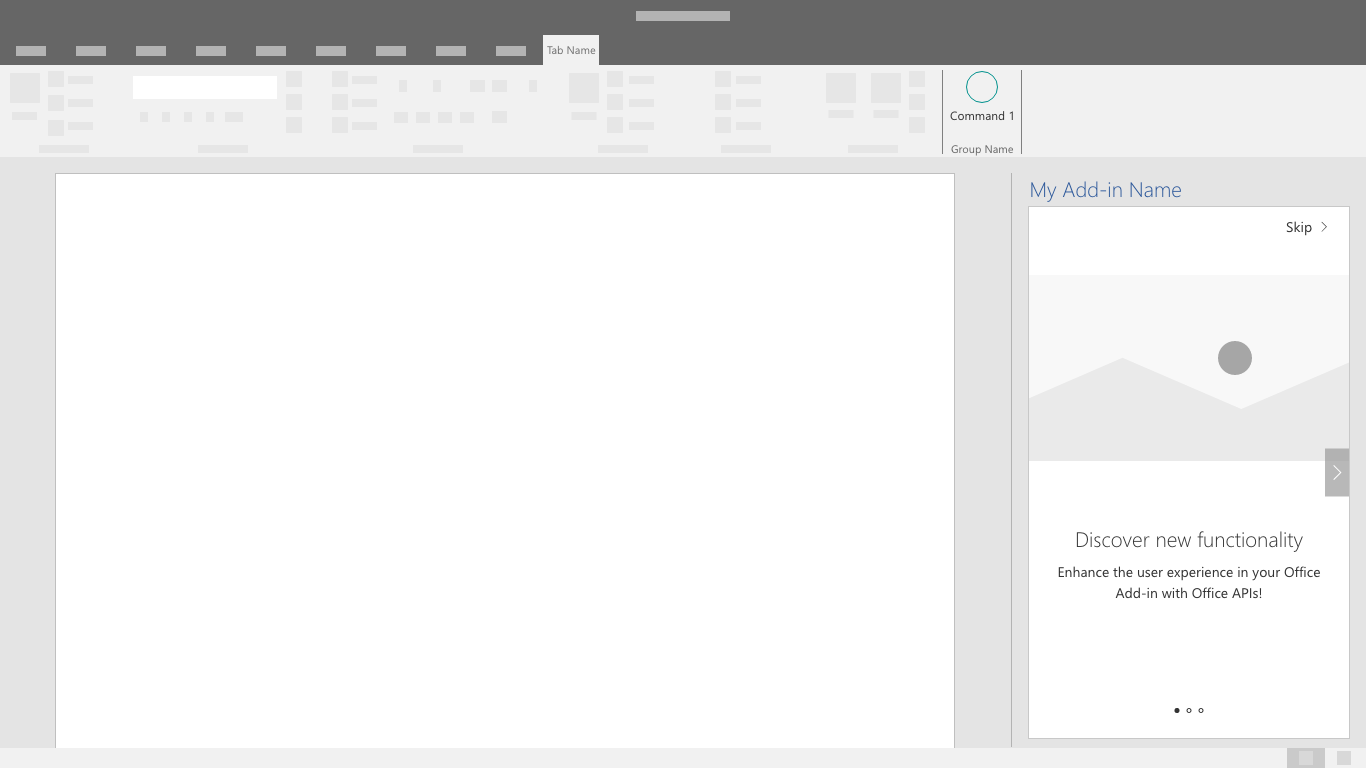 Tab Name
Command 1
Group Name
My Add-in Name
Skip
Discover new functionality
Enhance the user experience in your Office
Add-in with Office APIs!